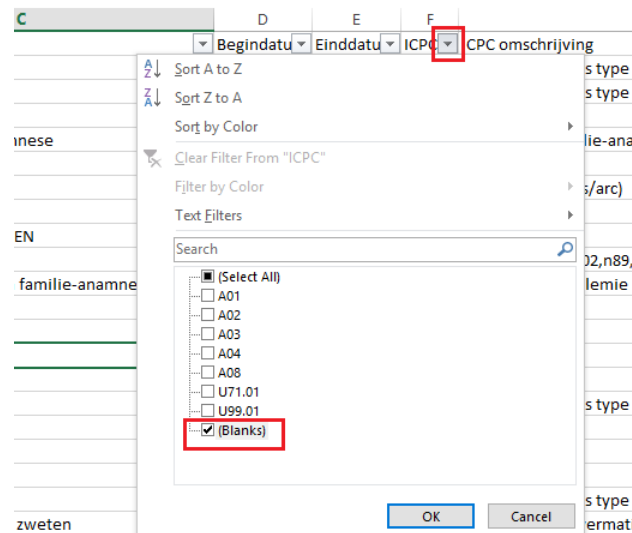 C D E F
Begindatu Einddatu ICPC CPC omschrijving
Sort A to Z
s type
Sort Z to A
s type
Sort by Color
nnese
Clear Filter From "ICPC"
lie-ana
Filter by Color
s/arc)
Text Filters
EN
Search
02,n89,
(Select All)
familie-anamne
lemie
A01
A02
A03
A04
A08
U71.01
s type
U99.01
(Blanks)
s type
OK Cancel
zweten
ermati